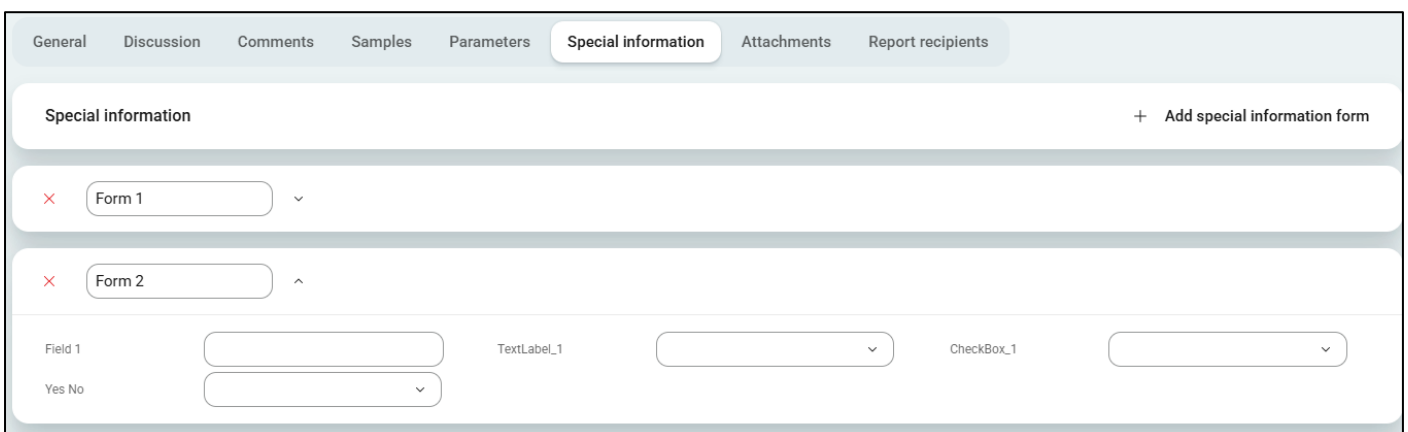 General Discussion Comments Samples Parameters Special information Attachments Report recipients
Special information + Add special information form
Form 1
Form 2
Field 1 TextLabel_1 CheckBox_1
Yes No